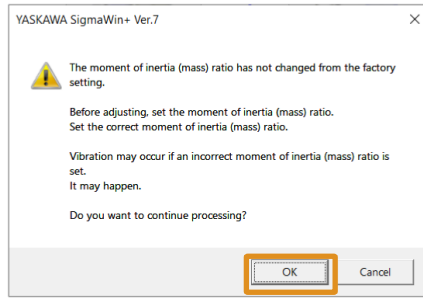 YASKAWA SigmaWin+ Ver.7
The moment of inertia (mass) ratio has not changed from the factory
setting.
Before adjusting, set the moment of inertia (mass) ratio.
Set the correct moment of inertia (mass) ratio.
Vibration may occur if an incorrect moment of inertia (mass) ratio is
set.
It may happen.
Do you want to continue processing?
OK
Cancel